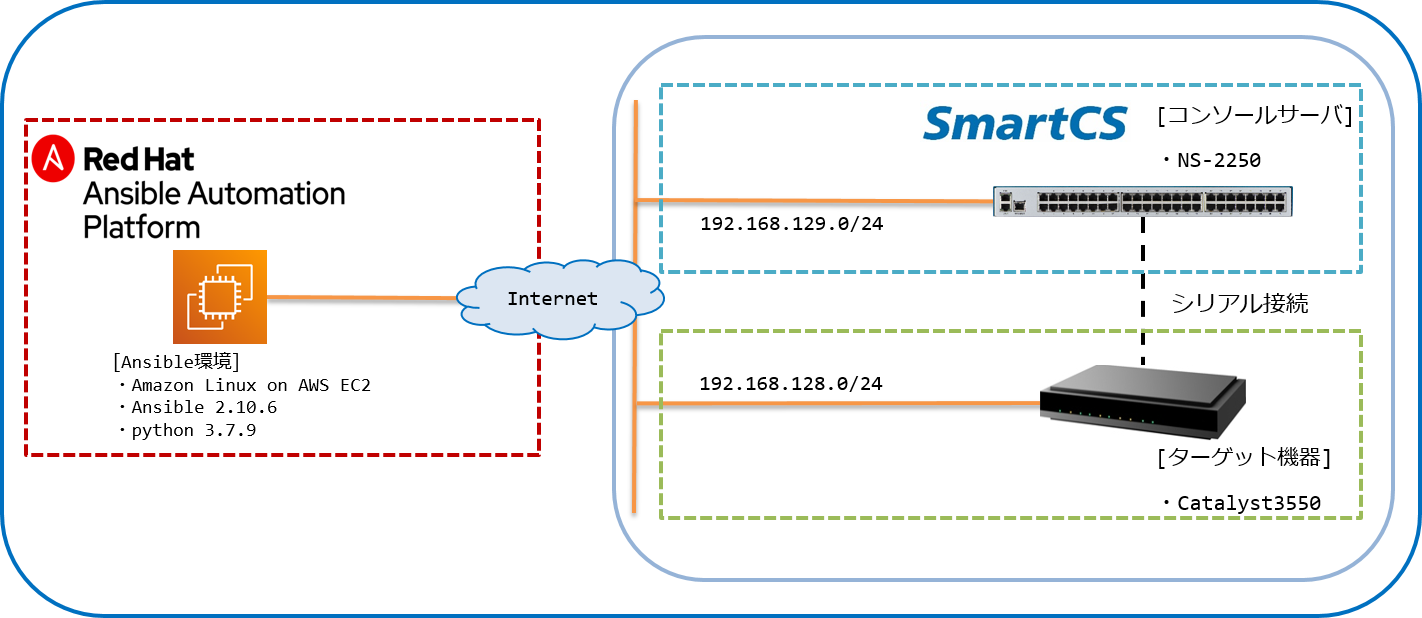 Red Hat
Ansible Automation
Platform
[Ansible環境]
・Amazon Linux on AWS EC2
・Ansible 2.10.6
・python 3.7.9
Internet
SmartCS
[コンソールサーバ]
・NS-2250
192.168.129.0/24
シリアル接続
192.168.128.0/24
[ターゲット機器]
・Catalyst3550